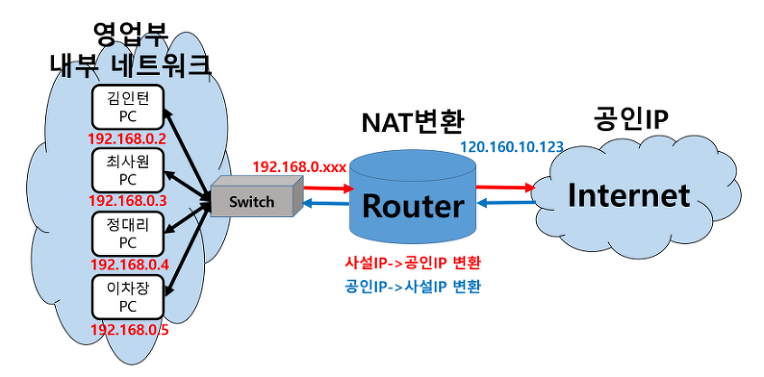 영업부
내부 네트워크
김인턴
PC
192.168.0.2
최사원
PC
192.168.0.3
정대리
PC
192.168.0.4
이차장
PC
192.168.0.5
Switch
192.168.0.xxx
NAT변환
Router
사설IP->공인IP 변환
공인IP->사설IP 변환
120.160.10.123
공인IP
Internet